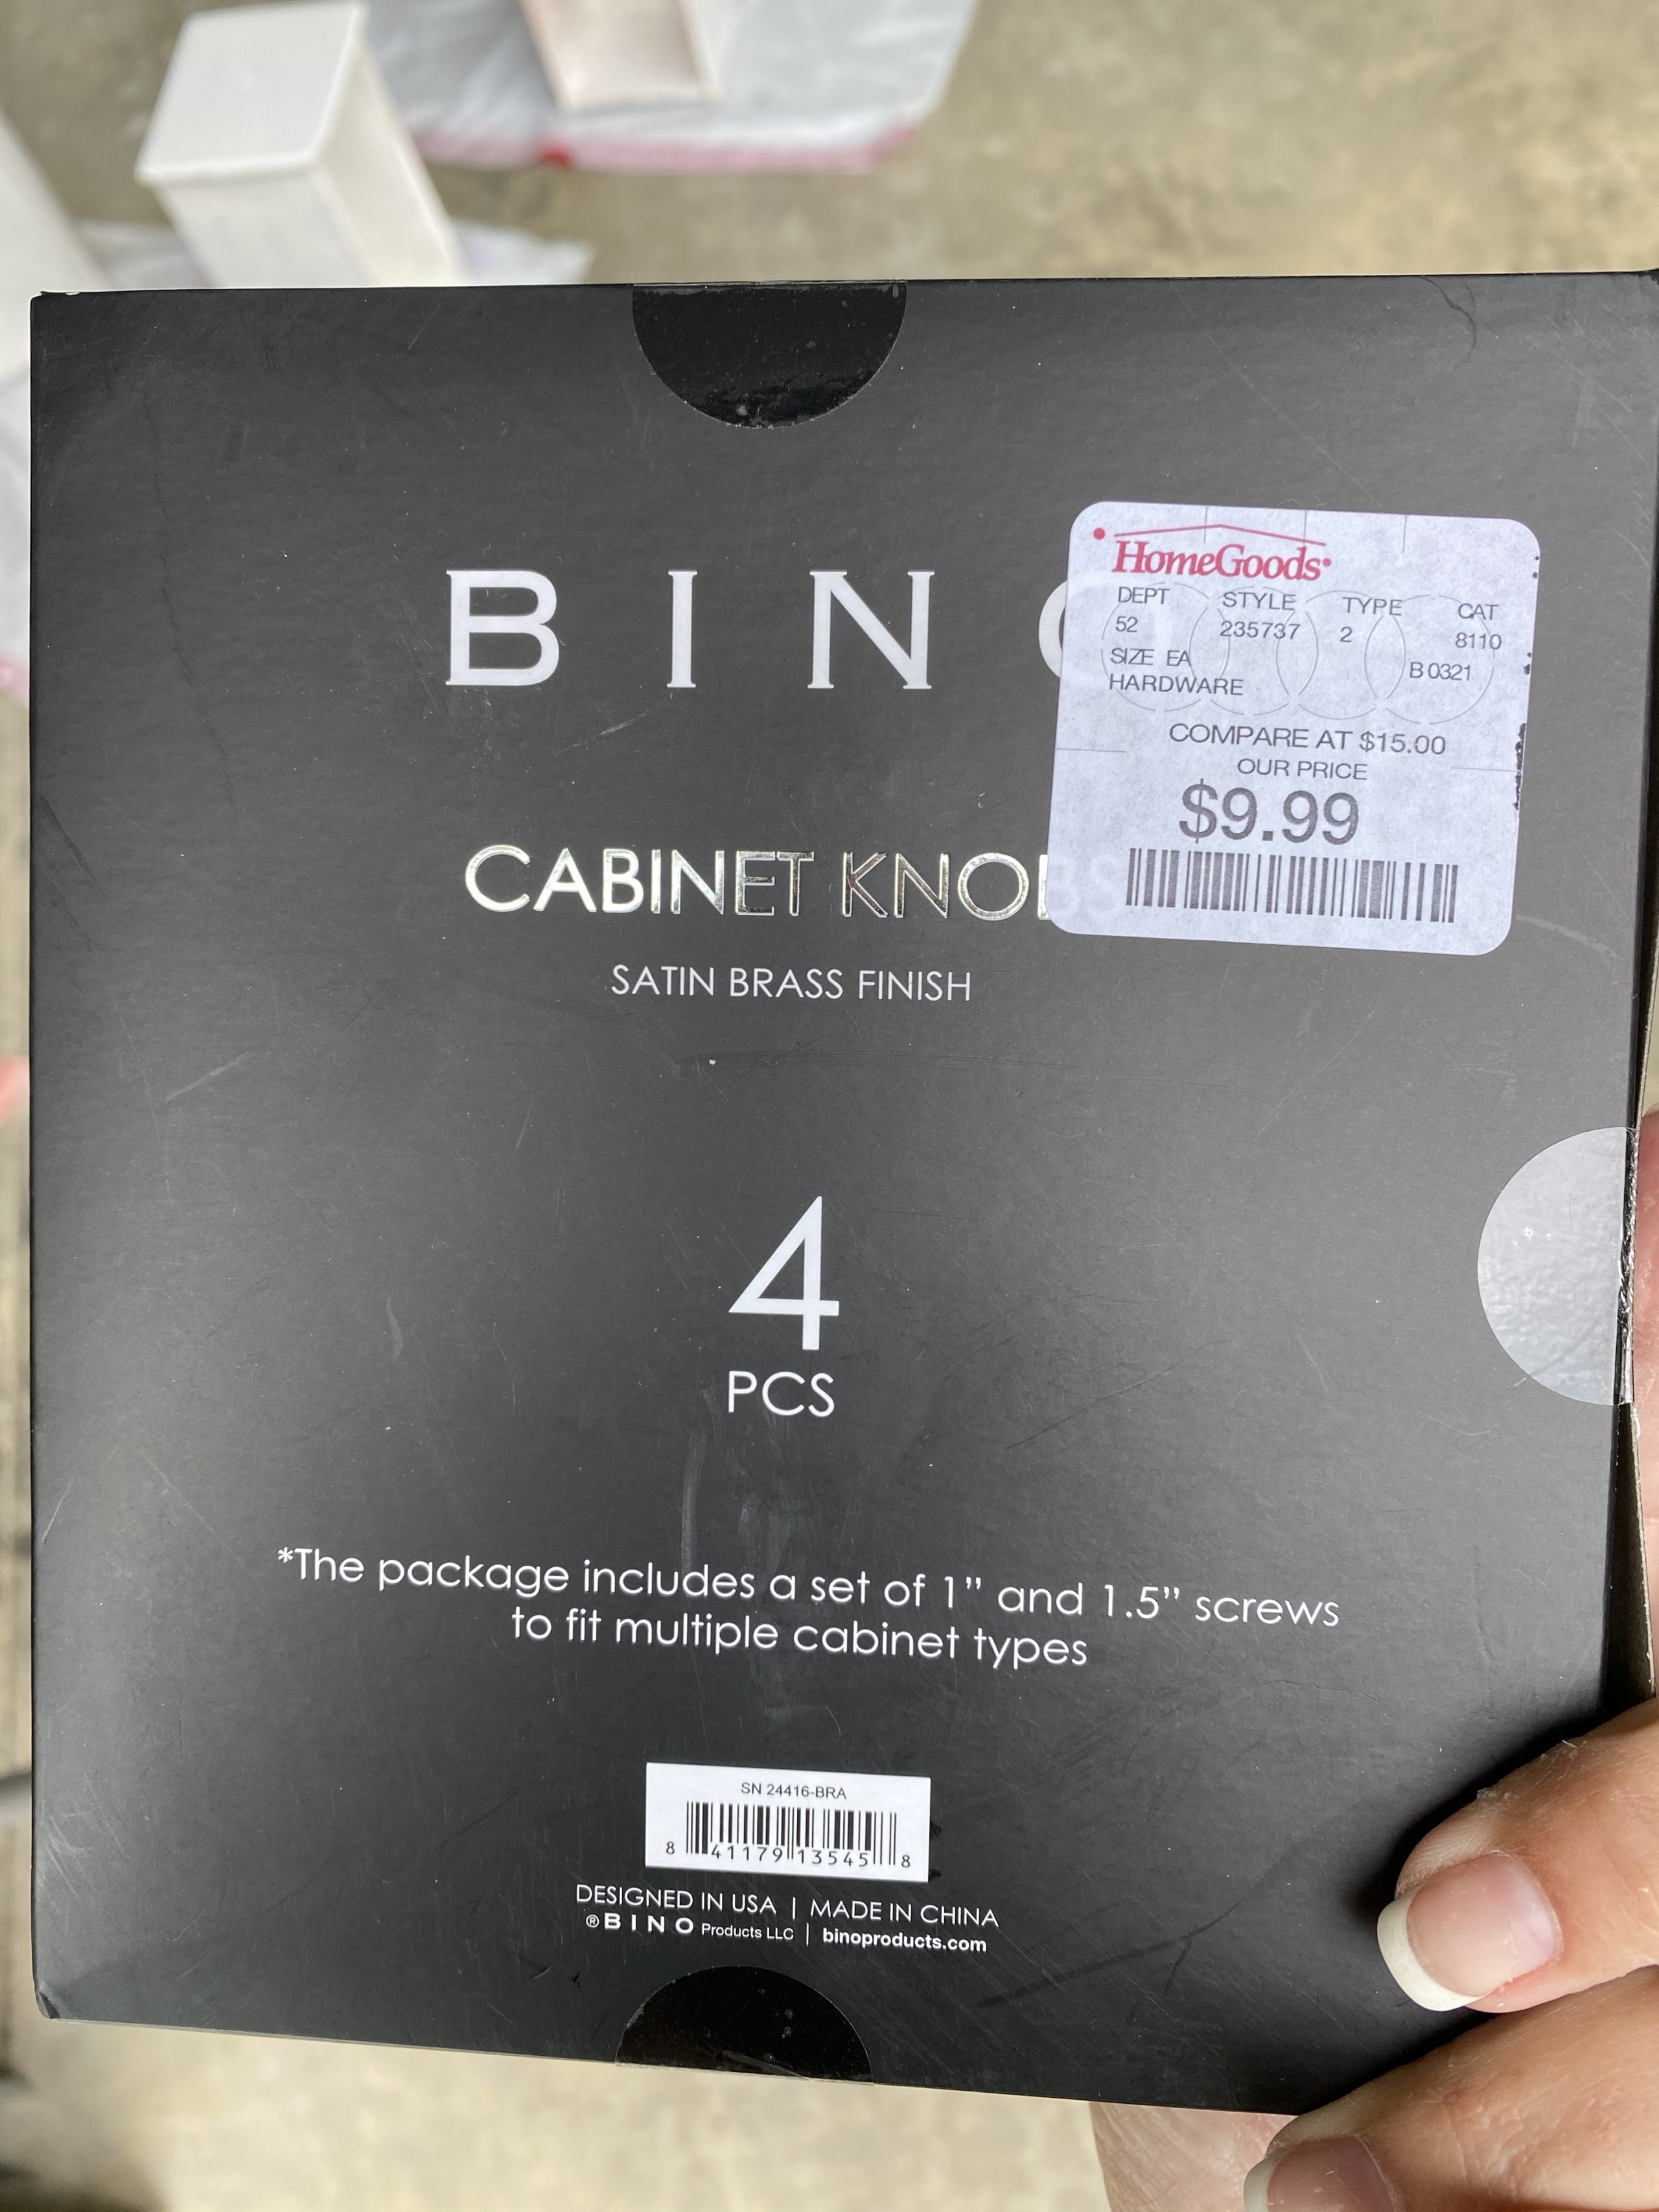 BINO
HomeGoods
DEPT STYLE TYPE CAT
52 235737 2 8110
SIZE EA B0321
HARDWARE
COMPARE AT $15.00
OUR PRICE
$9.99
CABINET KNOBS
SATIN BRASS FINISH
4
PCS
*The package includes a set of 1” and 1.5” screws
to fit multiple cabinet types
SN 24416-BRA
8 41179 13545 8
DESIGNED IN USA | MADE IN CHINA
® BINO Products LLC | binoproducts.com